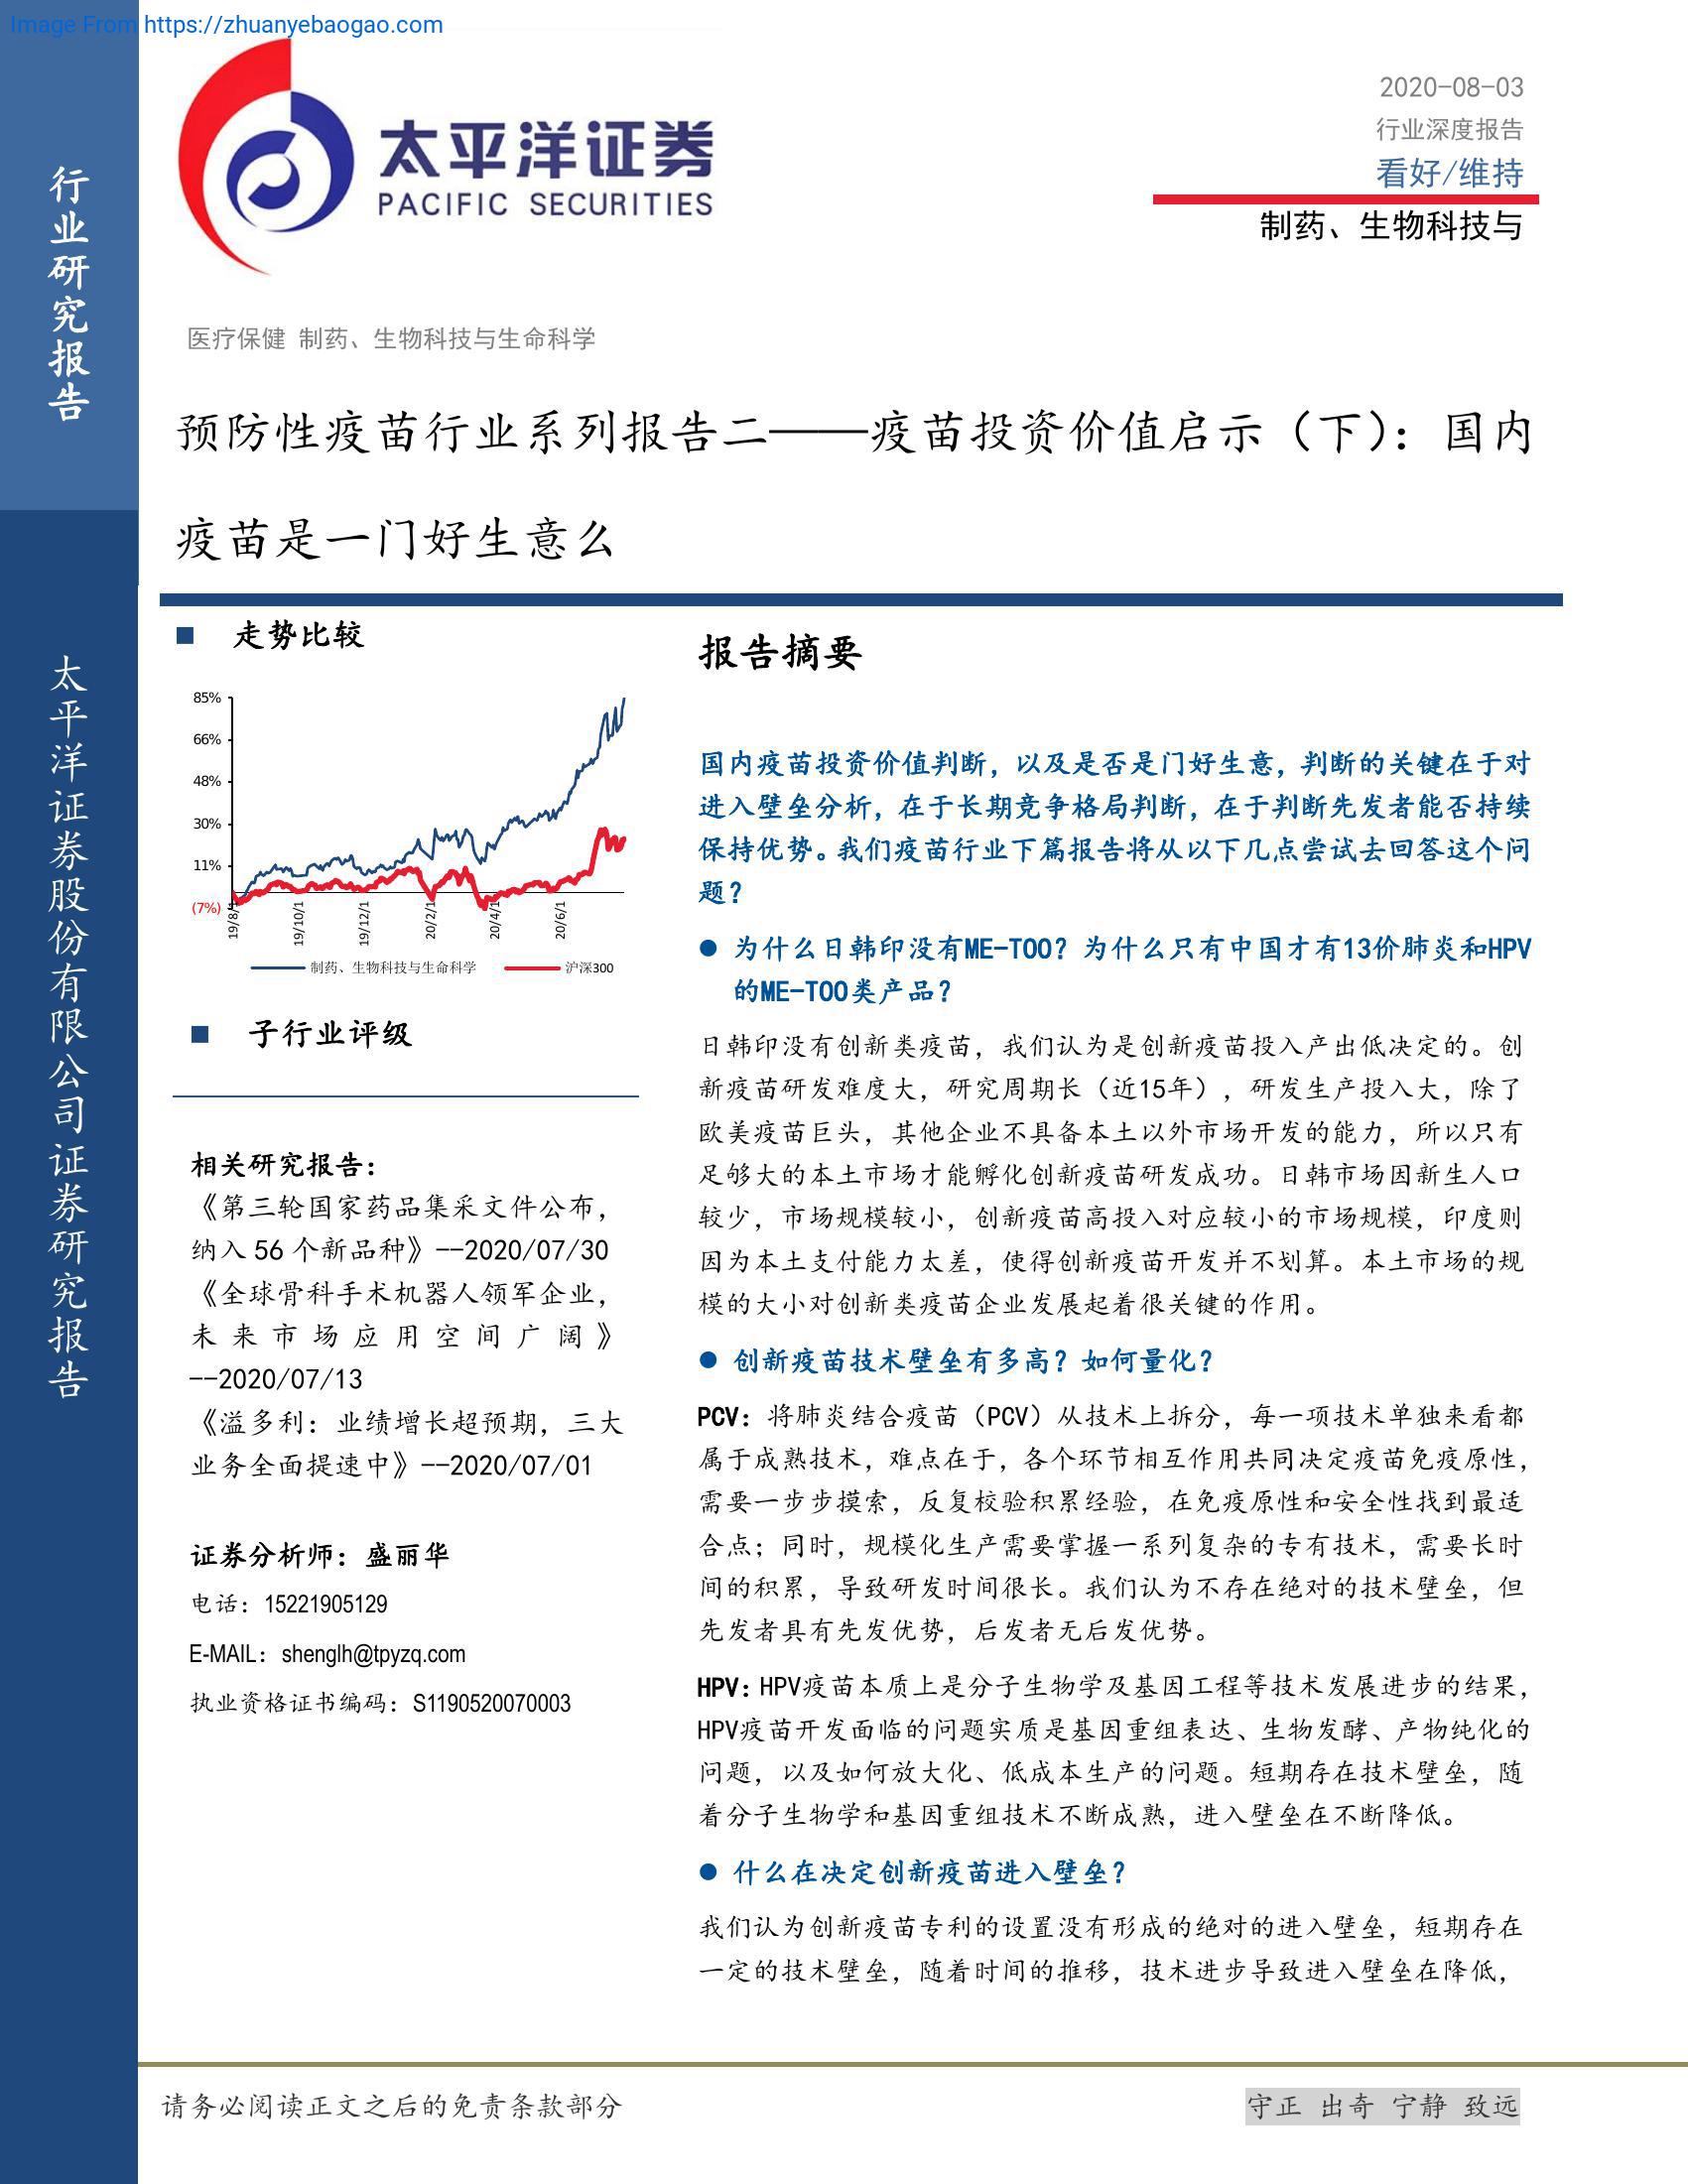 Image From https://zhuanyebaogao.com
行业研究报告
太平洋证券股份有限公司证券研究报告
太平洋证券
PACIFIC SECURITIES
2020-08-03
行业深度报告
看好/维持
制药、生物科技与
医疗保健 制药、生物科技与生命科学
预防性疫苗行业系列报告二——疫苗投资价值启示（下）：国内
疫苗是一门好生意么
■ 走势比较
85%
66%
48%
30%
11%
(7%)
19/8/1
19/10/1
19/12/1
20/2/1
20/4/1
20/6/1
制药、生物科技与生命科学 沪深300
■ 子行业评级
相关研究报告：
《第三轮国家药品集采文件公布，
纳入 56 个新品种》--2020/07/30
《全球骨科手术机器人领军企业，
未来市场应用空间广阔》
--2020/07/13
《溢多利：业绩增长超预期，三大
业务全面提速中》--2020/07/01
证券分析师：盛丽华
电话：15221905129
E-MAIL：shenglh@tpyzq.com
执业资格证书编码：S1190520070003
报告摘要
国内疫苗投资价值判断，以及是否是门好生意，判断的关键在于对
进入壁垒分析，在于长期竞争格局判断，在于判断先发者能否持续
保持优势。我们疫苗行业下篇报告将从以下几点尝试去回答这个问
题？
● 为什么日韩印没有ME-TOO？为什么只有中国才有13价肺炎和HPV
的ME-TOO类产品？
日韩印没有创新类疫苗，我们认为是创新疫苗投入产出低决定的。创
新疫苗研发难度大，研究周期长（近15年），研发生产投入大，除了
欧美疫苗巨头，其他企业不具备本土以外市场开发的能力，所以只有
足够大的本土市场才能孵化创新疫苗研发成功。日韩市场因新生人口
较少，市场规模较小，创新疫苗高投入对应较小的市场规模，印度则
因为本土支付能力太差，使得创新疫苗开发并不划算。本土市场的规
模的大小对创新类疫苗企业发展起着很关键的作用。
● 创新疫苗技术壁垒有多高？如何量化？
PCV：将肺炎结合疫苗（PCV）从技术上拆分，每一项技术单独来看都
属于成熟技术，难点在于，各个环节相互作用共同决定疫苗免疫原性，
需要一步步摸索，反复校验积累经验，在免疫原性和安全性找到最适
合点；同时，规模化生产需要掌握一系列复杂的专有技术，需要长时
间的积累，导致研发时间很长。我们认为不存在绝对的技术壁垒，但
先发者具有先发优势，后发者无后发优势。
HPV：HPV疫苗本质上是分子生物学及基因工程等技术发展进步的结果，
HPV疫苗开发面临的问题实质是基因重组表达、生物发酵、产物纯化的
问题，以及如何放大化、低成本生产的问题。短期存在技术壁垒，随
着分子生物学和基因重组技术不断成熟，进入壁垒在不断降低。
● 什么在决定创新疫苗进入壁垒？
我们认为创新疫苗专利的设置没有形成的绝对的进入壁垒，短期存在
一定的技术壁垒，随着时间的推移，技术进步导致进入壁垒在降低，
请务必阅读正文之后的免责条款部分
守正 出奇 宁静 致远